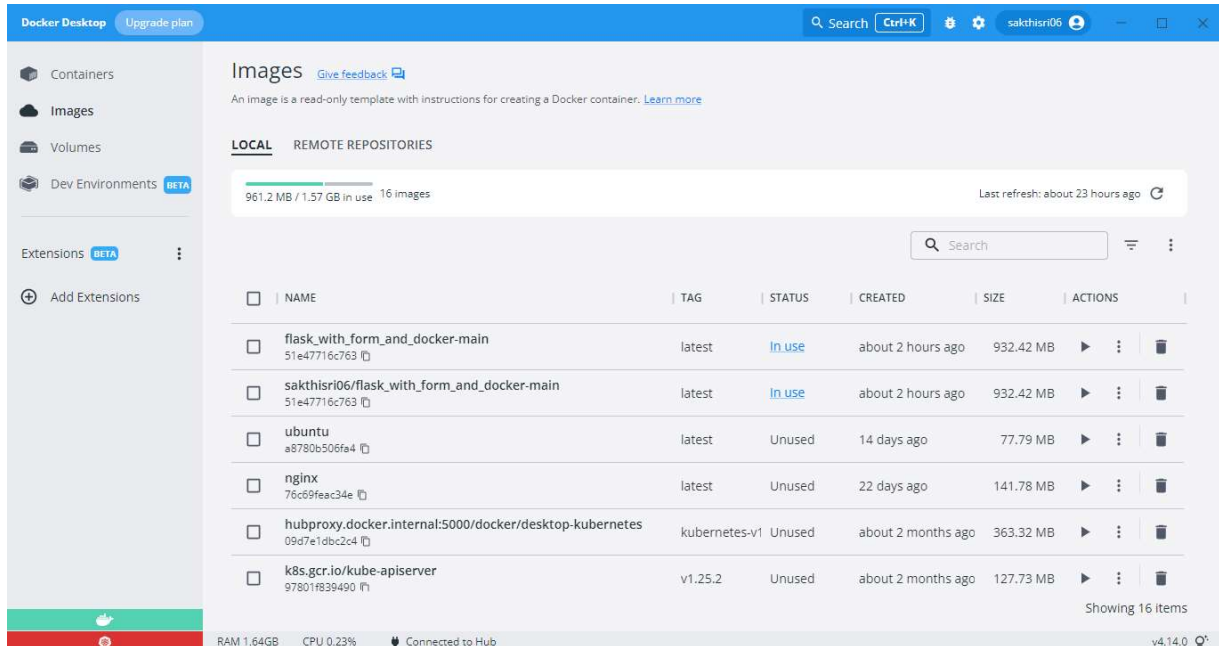 Docker Desktop Upgrade plan Search Ctrl+K sakthisri06
Containers
Images
Volumes
Dev Environments BETA
Extensions BETA
Add Extensions
Images Give feedback
An image is a read-only template with instructions for creating a Docker container. Learn more
LOCAL REMOTE REPOSITORIES
961.2 MB / 1.57 GB in use 16 images Last refresh: about 23 hours ago
Search
NAME TAG STATUS CREATED SIZE ACTIONS
flask_with_form_and_docker-main latest In use about 2 hours ago 932.42 MB
51e47716c763
sakthisri06/flask_with_form_and_docker-main latest In use about 2 hours ago 932.42 MB
51e47716c763
ubuntu latest Unused 14 days ago 77.79 MB
a8780b506fa4
nginx latest Unused 22 days ago 141.78 MB
76c69feac34e
hubproxy.docker.internal:5000/docker/desktop-kubernetes kubernetes-v1 Unused about 2 months ago 363.32 MB
09d7e1dbc2c4
k8s.gcr.io/kube-apiserver v1.25.2 Unused about 2 months ago 127.73 MB
97801f839490
Showing 16 items
RAM 1.64GB CPU 0.23% Connected to Hub v4.14.0